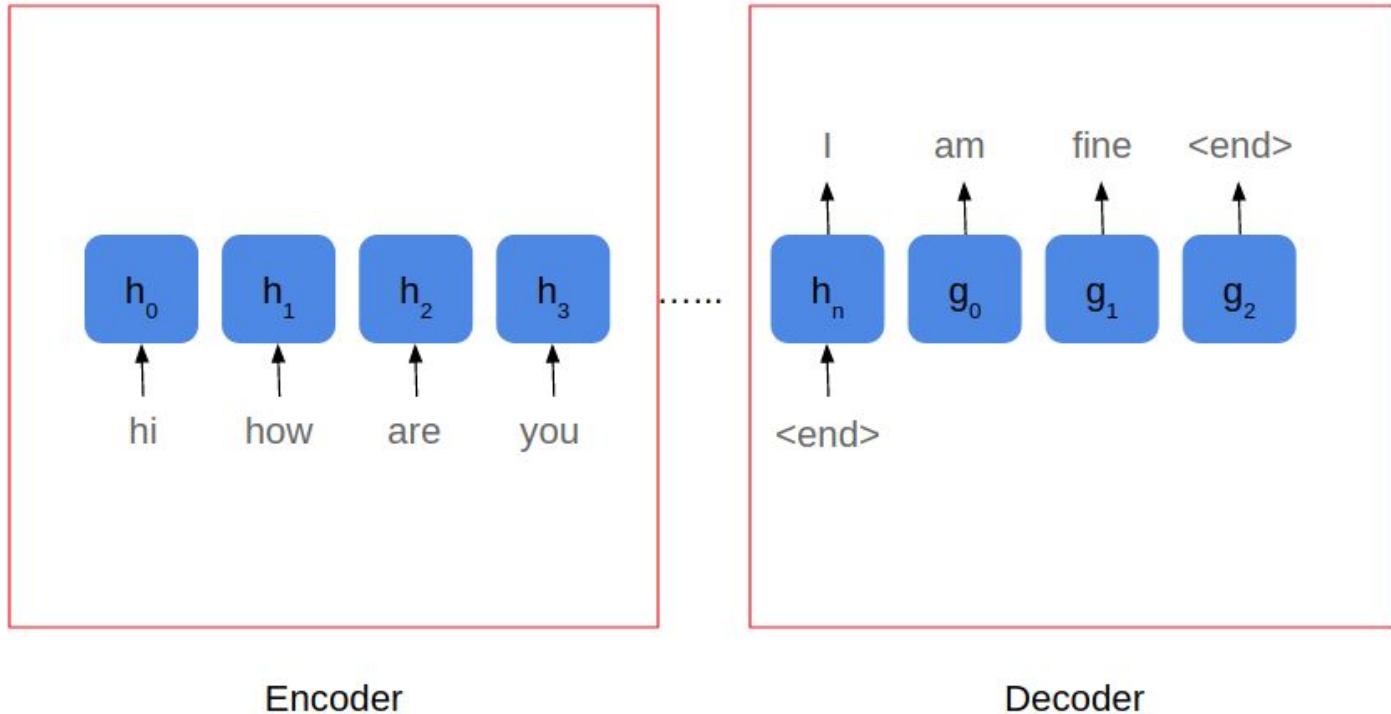 I am fine <end>
h0 h1 h2 h3 …... hn g0 g1 g2
hi how are you <end>
Encoder Decoder